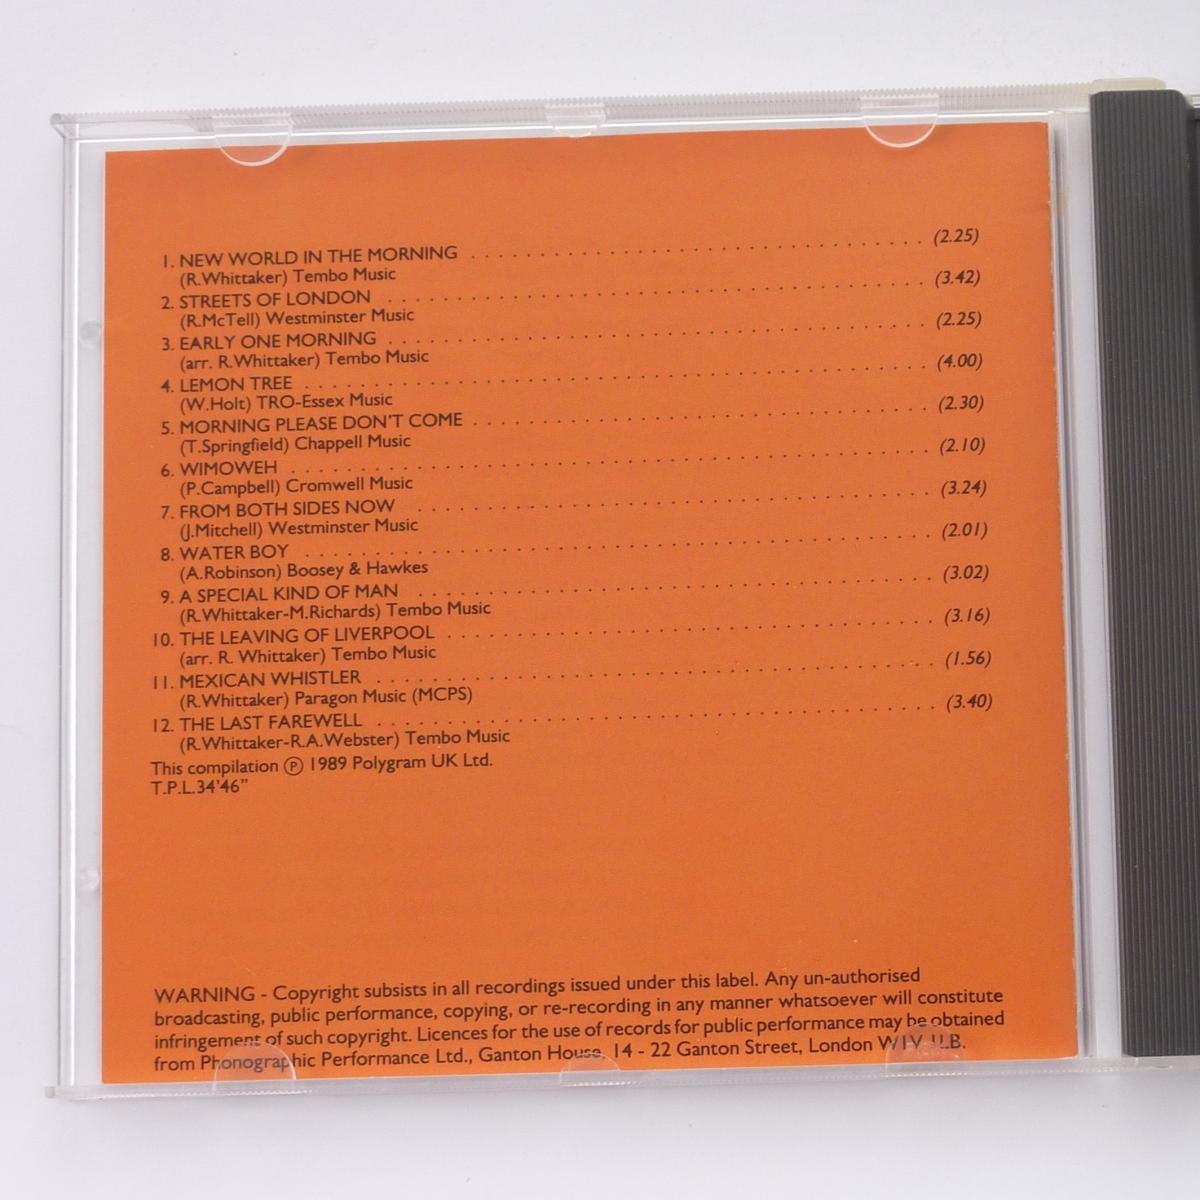 1. NEW WORLD IN THE MORNING . . . . . . . . . . . . . . . . . . . . . . . . . . . . . . . . . (2.25)
(R.Whittaker) Tembo Music
2. STREETS OF LONDON . . . . . . . . . . . . . . . . . . . . . . . . . . . . . . . . . . . . . . . (3.42)
(R.McTell) Westminster Music
3. EARLY ONE MORNING . . . . . . . . . . . . . . . . . . . . . . . . . . . . . . . . . . . . . . . (2.25)
(arr. R.Whittaker) Tembo Music
4. LEMON TREE . . . . . . . . . . . . . . . . . . . . . . . . . . . . . . . . . . . . . . . . . . . . . (4.00)
(W.Holt) TRO-Essex Music
5. MORNING PLEASE DON'T COME . . . . . . . . . . . . . . . . . . . . . . . . . . . . . . . . . (2.30)
(T.Springfield) Chappell Music
6. WIMOWEH . . . . . . . . . . . . . . . . . . . . . . . . . . . . . . . . . . . . . . . . . . . . . . (2.10)
(P.Campbell) Cromwell Music
7. FROM BOTH SIDES NOW . . . . . . . . . . . . . . . . . . . . . . . . . . . . . . . . . . . . . (3.24)
(J.Mitchell) Westminster Music
8. WATER BOY . . . . . . . . . . . . . . . . . . . . . . . . . . . . . . . . . . . . . . . . . . . . . (2.01)
(A.Robinson) Boosey & Hawkes
9. A SPECIAL KIND OF MAN . . . . . . . . . . . . . . . . . . . . . . . . . . . . . . . . . . . . . (3.02)
(R.Whittaker-M.Richards) Tembo Music
10. THE LEAVING OF LIVERPOOL . . . . . . . . . . . . . . . . . . . . . . . . . . . . . . . . . . . (3.16)
(arr. R. Whittaker) Tembo Music
11. MEXICAN WHISTLER . . . . . . . . . . . . . . . . . . . . . . . . . . . . . . . . . . . . . . . . (1.56)
(R.Whittaker) Paragon Music (MCPS)
12. THE LAST FAREWELL . . . . . . . . . . . . . . . . . . . . . . . . . . . . . . . . . . . . . . . . (3.40)
(R.Whittaker-R.A.Webster) Tembo Music
This compilation Ⓟ 1989 Polygram UK Ltd.
T.P.L.34'46"
WARNING - Copyright subsists in all recordings issued under this label. Any un-authorised
broadcasting, public performance, copying, or re-recording in any manner whatsoever will constitute
infringement of such copyright. Licences for the use of records for public performance may be obtained
from Phonographic Performance Ltd., Ganton House, 14 - 22 Ganton Street, London W1V 1LB.